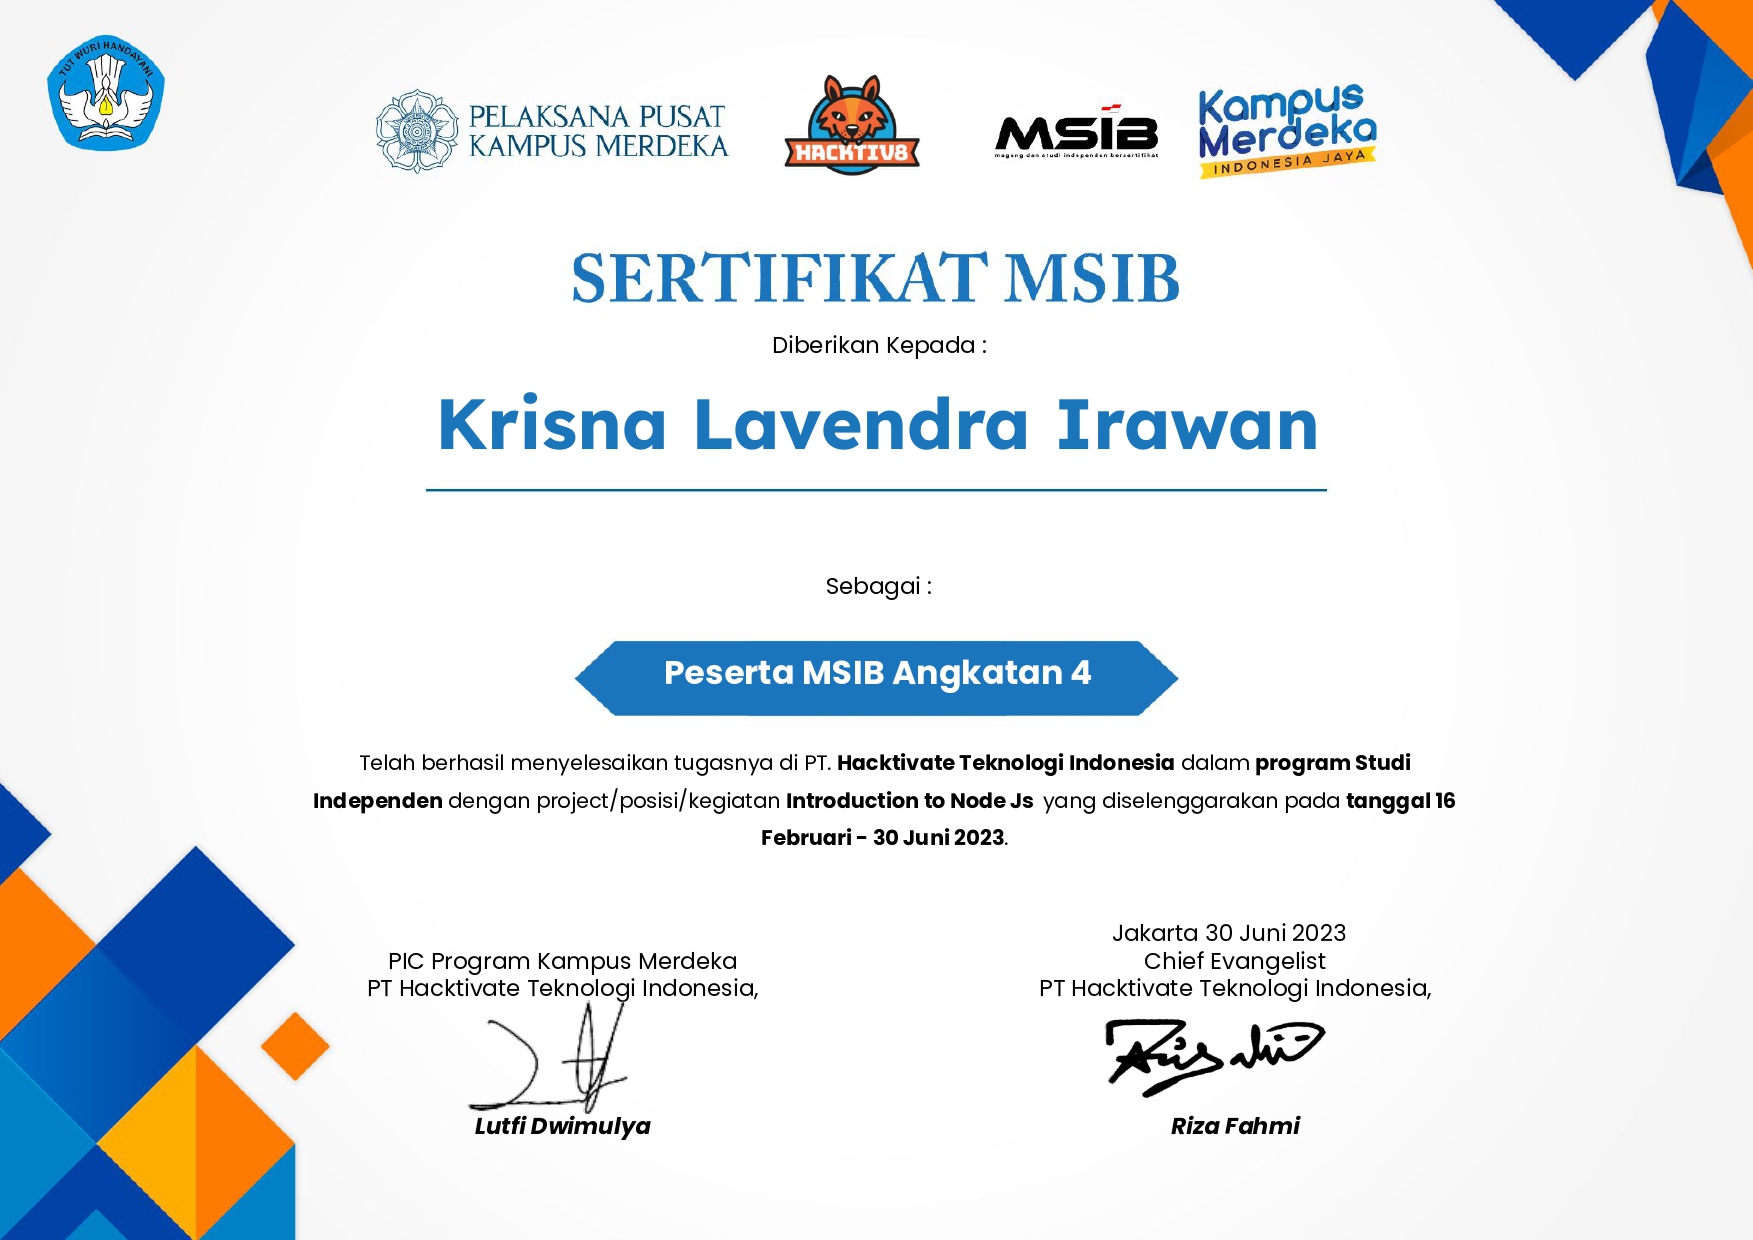 TUT WURI HANDAYANI
PELAKSANA PUSAT
KAMPUS MERDEKA
HACKTIV8
MSIB
magang dan studi independen bersertifikat
Kampus
Merdeka
INDONESIA JAYA
SERTIFIKAT MSIB
Diberikan Kepada :
Krisna Lavendra Irawan
Sebagai :
Peserta MSIB Angkatan 4
Telah berhasil menyelesaikan tugasnya di PT. Hacktivate Teknologi Indonesia dalam program Studi
Independen dengan project/posisi/kegiatan Introduction to Node Js yang diselenggarakan pada tanggal 16
Februari - 30 Juni 2023.
PIC Program Kampus Merdeka
PT Hacktivate Teknologi Indonesia,
Lutfi Dwimulya
Jakarta 30 Juni 2023
Chief Evangelist
PT Hacktivate Teknologi Indonesia,
Riza Fahmi